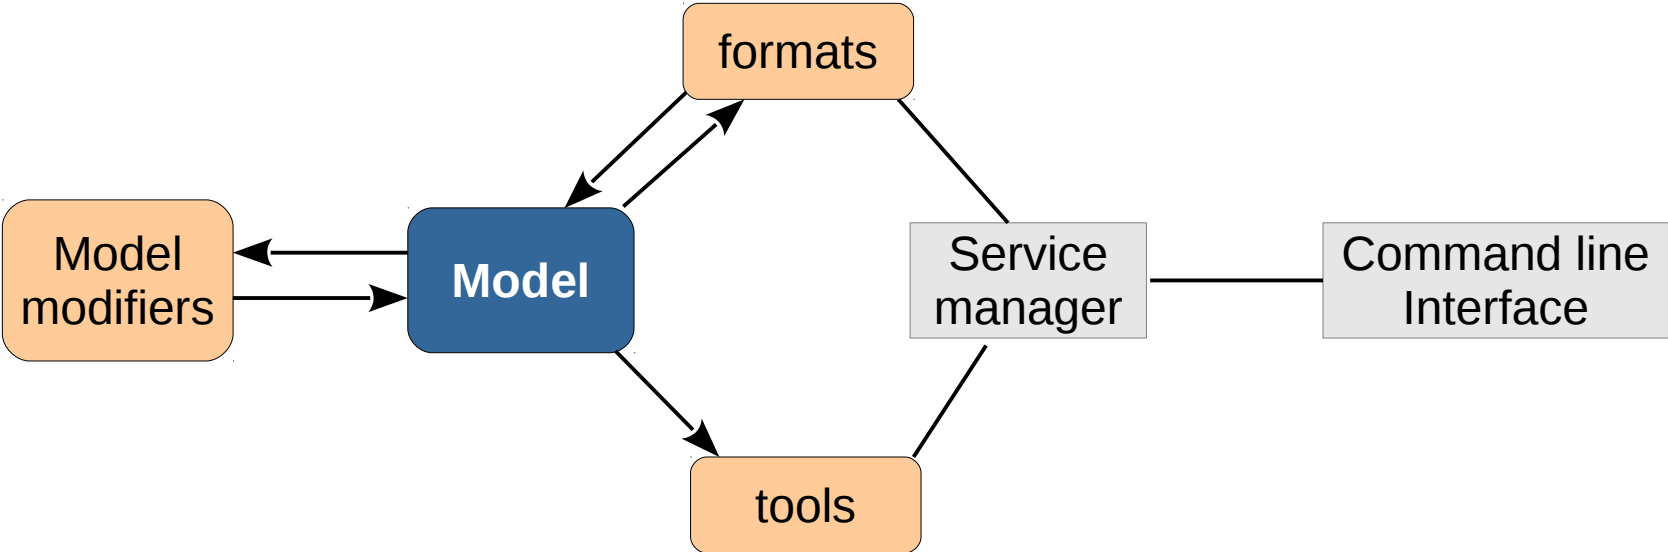 formats
Model
modifiers
Model
Service
manager
Command line
Interface
tools